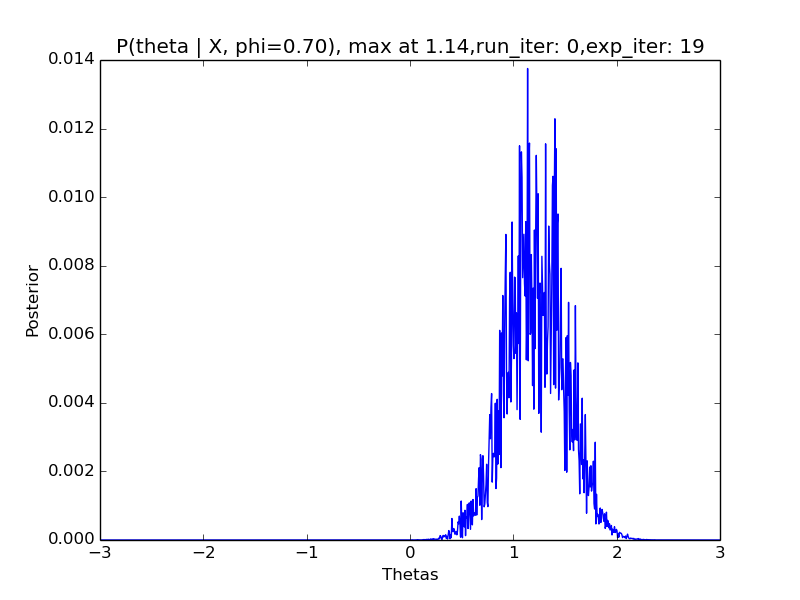 P(theta | X, phi=0.70), max at 1.14,run_iter: 0,exp_iter: 19
0.014
0.012
0.010
0.008
0.006
0.004
0.002
0.000
Posterior
−3 −2 −1 0 1 2 3
Thetas